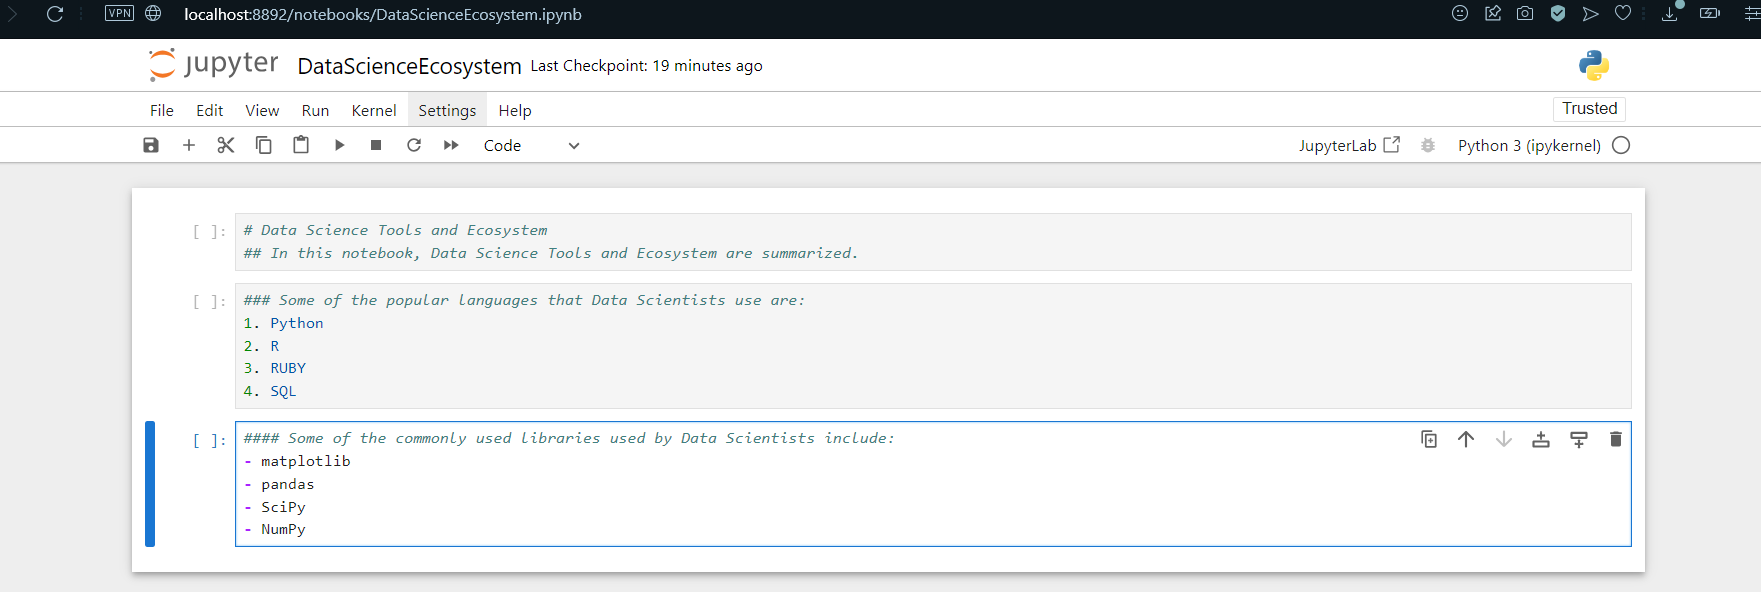 VPN localhost:8892/notebooks/DataScienceEcosystem.ipynb
jupyter DataScienceEcosystem Last Checkpoint: 19 minutes ago
File Edit View Run Kernel Settings Help Trusted
Code JupyterLab Python 3 (ipykernel)
[ ]: # Data Science Tools and Ecosystem
## In this notebook, Data Science Tools and Ecosystem are summarized.
[ ]: ### Some of the popular languages that Data Scientists use are:
1. Python
2. R
3. RUBY
4. SQL
[ ]: #### Some of the commonly used libraries used by Data Scientists include:
- matplotlib
- pandas
- SciPy
- NumPy